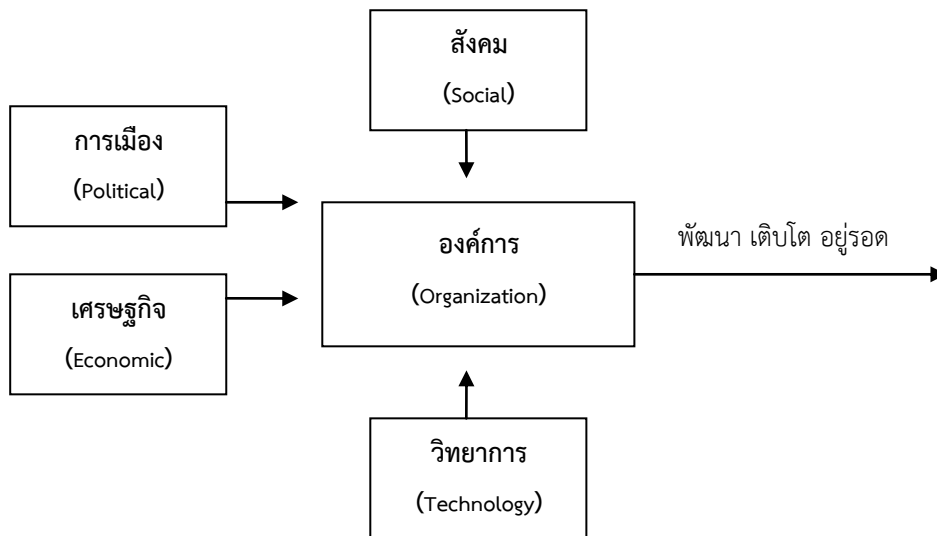 สังคม
(Social)
การเมือง
(Political)
องค์การ
(Organization)
พัฒนา เติบโต อยู่รอด
เศรษฐกิจ
(Economic)
วิทยาการ
(Technology)